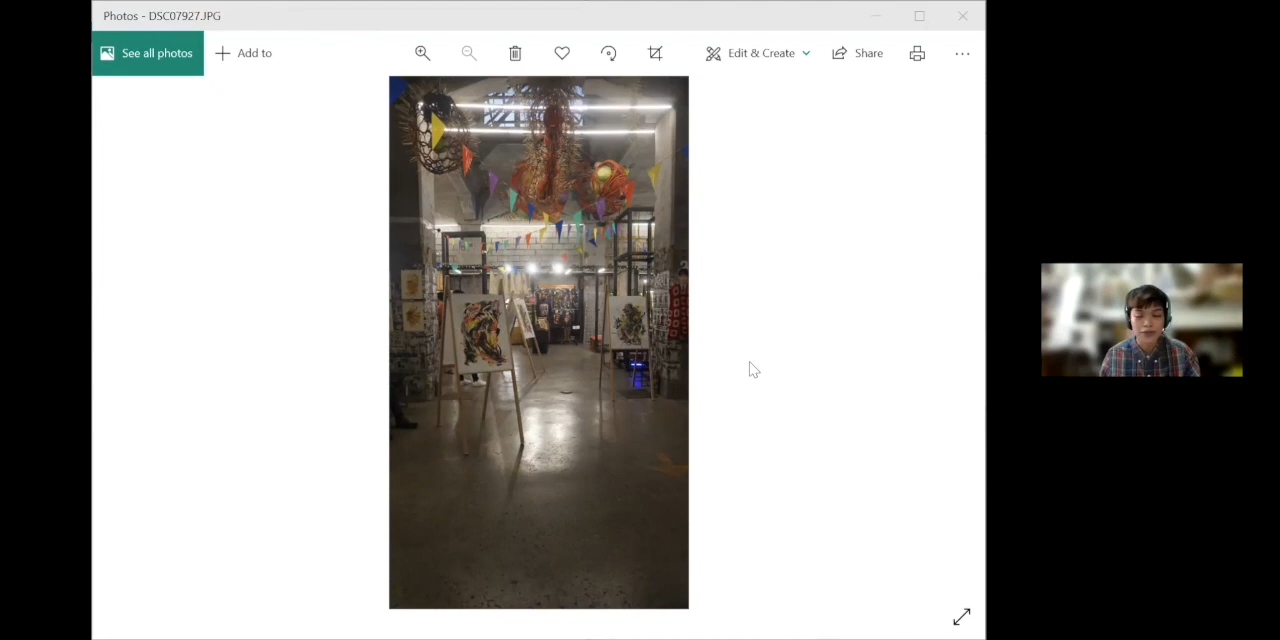 Photos - DSC07927.JPG
See all photos
Add to
Edit & Create
Share